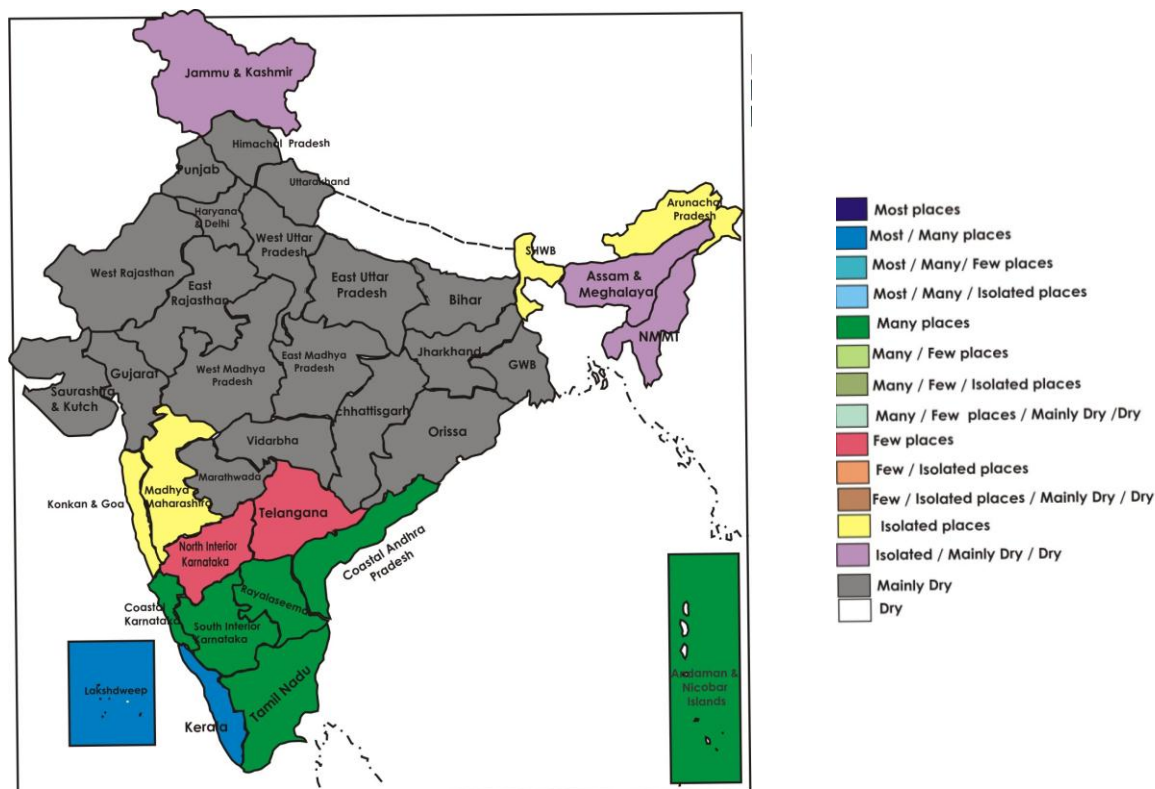 Jammu & Kashmir
Himachal Pradesh
Punjab
Uttarakhand
Haryana
& Delhi
West Uttar
Pradesh
West Rajasthan
East
Rajasthan
East Uttar
Pradesh
Bihar
SHWB
Arunachal
Pradesh
Assam &
Meghalaya
NMMT
Jharkhand
GWB
Gujarat
Saurashtra
& Kutch
West Madhya
Pradesh
East Madhya
Pradesh
chhattisgarh
Orissa
Vidarbha
Marathwada
Konkan & Goa
Madhya
Maharashtra
Telangana
North Interior
Karnataka
Coastal Andhra
Pradesh
Coastal
Karnataka
Rayalaseema
South Interior
Karnataka
Tamil Nadu
Kerala
Lakshdweep
Andaman &
Nicobar
Islands
Most places
Most / Many places
Most / Many/ Few places
Most / Many / Isolated places
Many places
Many / Few places
Many / Few / Isolated places
Many / Few places / Mainly Dry /Dry
Few places
Few / Isolated places
Few / Isolated places / Mainly Dry / Dry
Isolated places
Isolated / Mainly Dry / Dry
Mainly Dry
Dry